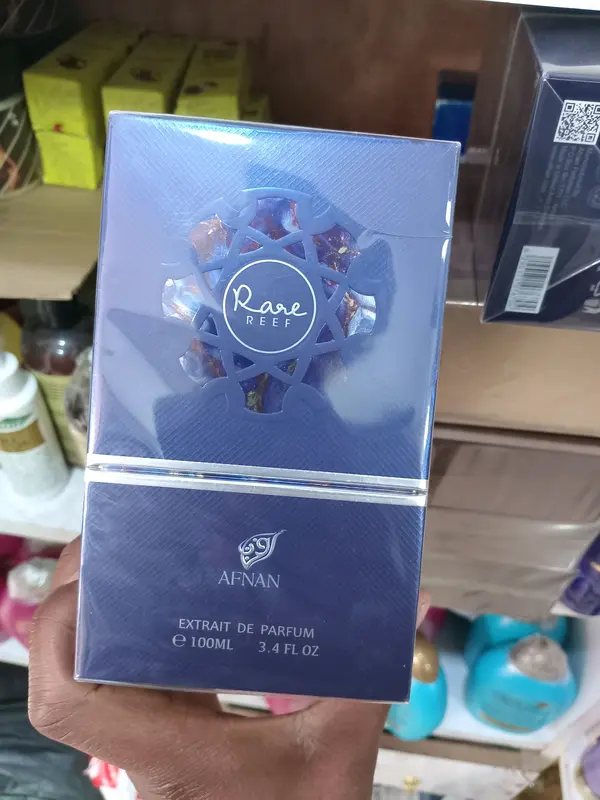 Rare
REEF
AFNAN
EXTRAIT DE PARFUM
℮ 100ML 3.4 FL OZ